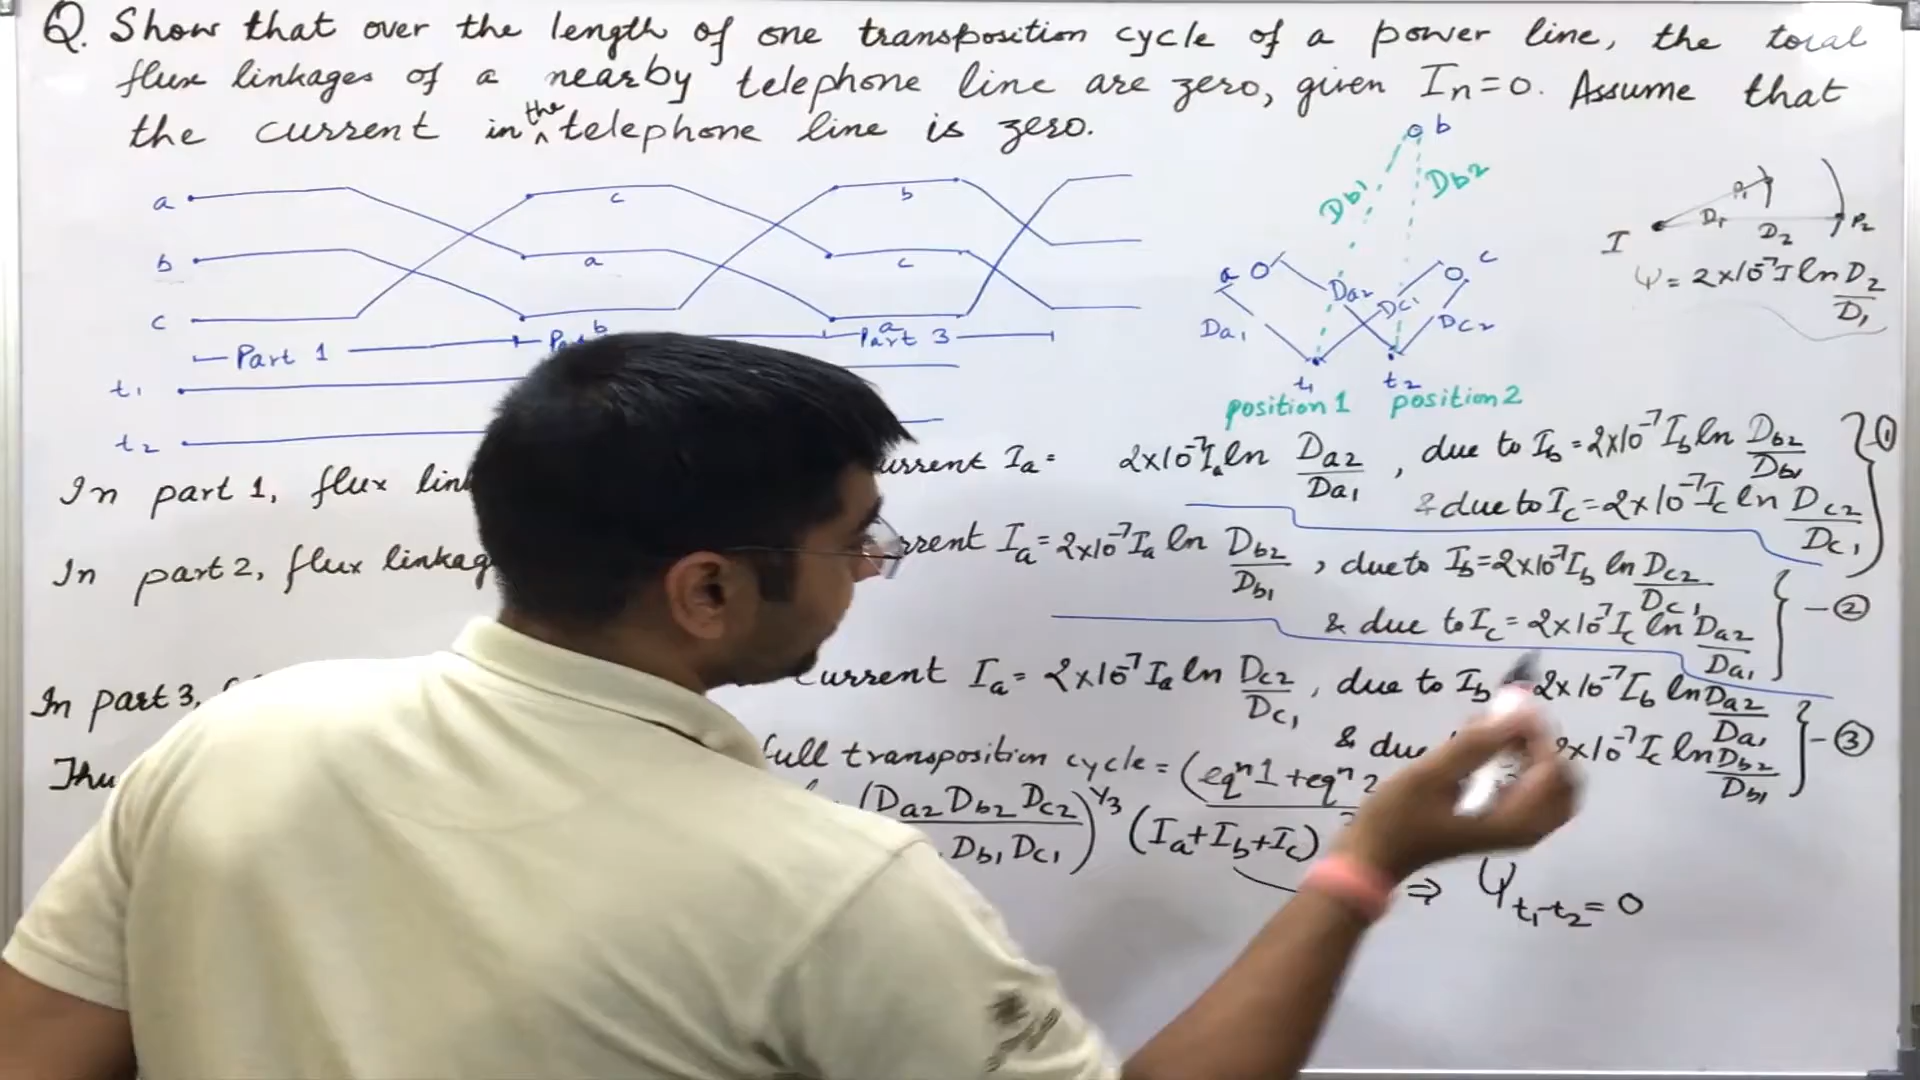 Q. Show that over the length of one transposition cycle of a power line, the total
flux linkages of a nearby telephone line are zero, given In=0. Assume that
the current in the telephone line is zero.
a
b
c
c
a
b
b
c
a
Part 1
Part 3
t1
t2
b
Db1
Db2
a
c
Da1
Da2
Dc1
Dc2
t1
t2
position 1
position 2
I
P1
D1
D2
P2
Ψ = 2×10^-7 I ln D2/D1
In part 1, flux Ia = 2×10^-7 Ia ln Da2/Da1, due to Ib = 2×10^-7 Ib ln Db2/Db1
& due to Ic = 2×10^-7 Ic ln Dc2/Dc1 } -①
In part 2, flux Ia = 2×10^-7 Ia ln Db2/Db1, due to Ib = 2×10^-7 Ib ln Dc2/Dc1
& due to Ic = 2×10^-7 Ic ln Da2/Da1 } -②
In part 3, current Ia = 2×10^-7 Ia ln Dc2/Dc1, due to Ib 2×10^-7 Ib ln Da2/Da1
& ×10^-7 Ic ln Db2/Db1 } -③
full transposition cycle = (eqn 1 + eqn 2
(Da2 Db2 Dc2 / Db1 Dc1)^1/3 (Ia+Ib+Ic)
⇒ Ψt1-t2 = 0